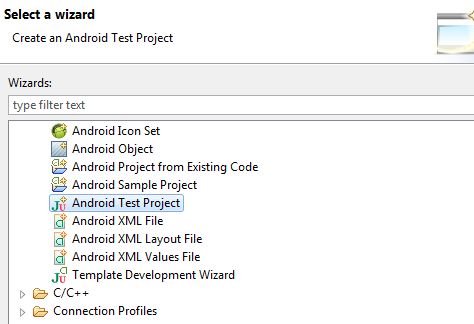 Select a wizard
Create an Android Test Project
Wizards:
type filter text
Android Icon Set
Android Object
Android Project from Existing Code
Android Sample Project
Android Test Project
Android XML File
Android XML Layout File
Android XML Values File
Template Development Wizard
C/C++
Connection Profiles